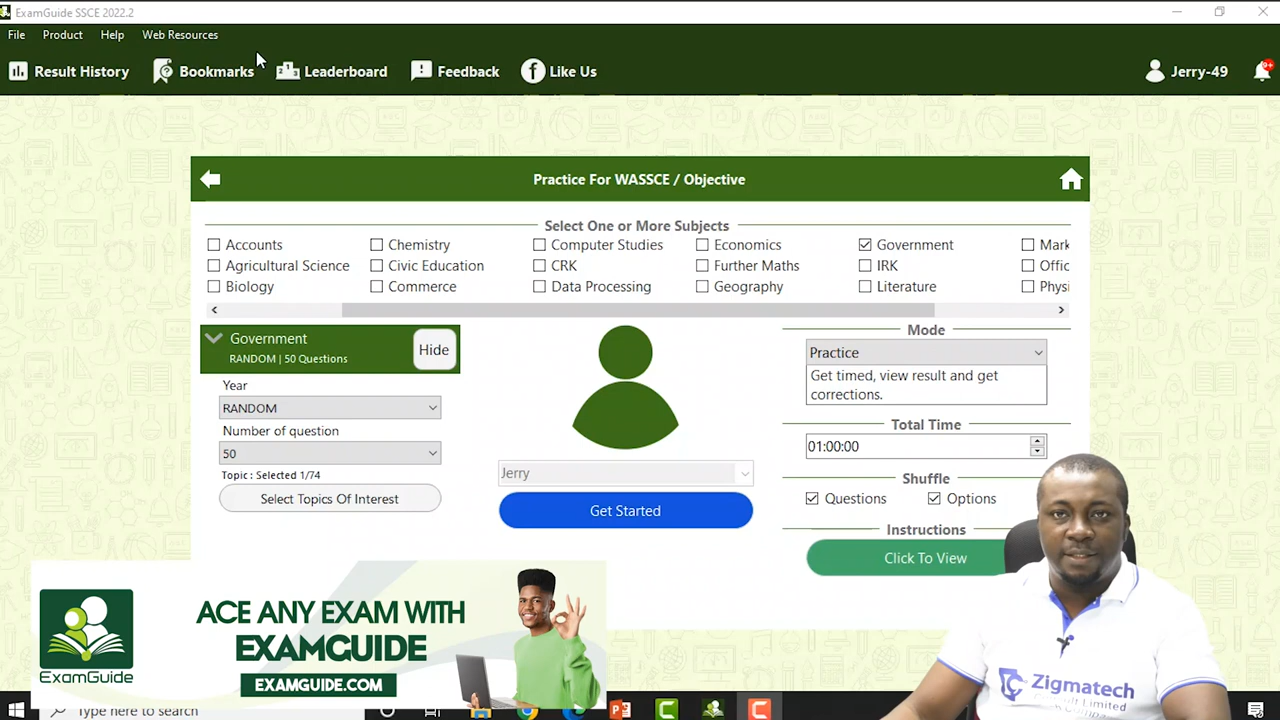 ExamGuide SSCE 2022.2
File Product Help Web Resources
Result History Bookmarks Leaderboard Feedback Like Us Jerry-49 9+
Practice For WASSCE / Objective
Select One or More Subjects
Accounts Chemistry Computer Studies Economics Government Mark
Agricultural Science Civic Education CRK Further Maths IRK Offic
Biology Commerce Data Processing Geography Literature Physi
Government
RANDOM | 50 Questions
Hide
Year
RANDOM
Number of question
50
Topic : Selected 1/74
Select Topics Of Interest
Jerry
Get Started
Mode
Practice
Get timed, view result and get
corrections.
Total Time
01:00:00
Shuffle
Questions Options
Instructions
Click To View
ExamGuide
ACE ANY EXAM WITH
EXAMGUIDE
EXAMGUIDE.COM
Zigmatech
Type here to search